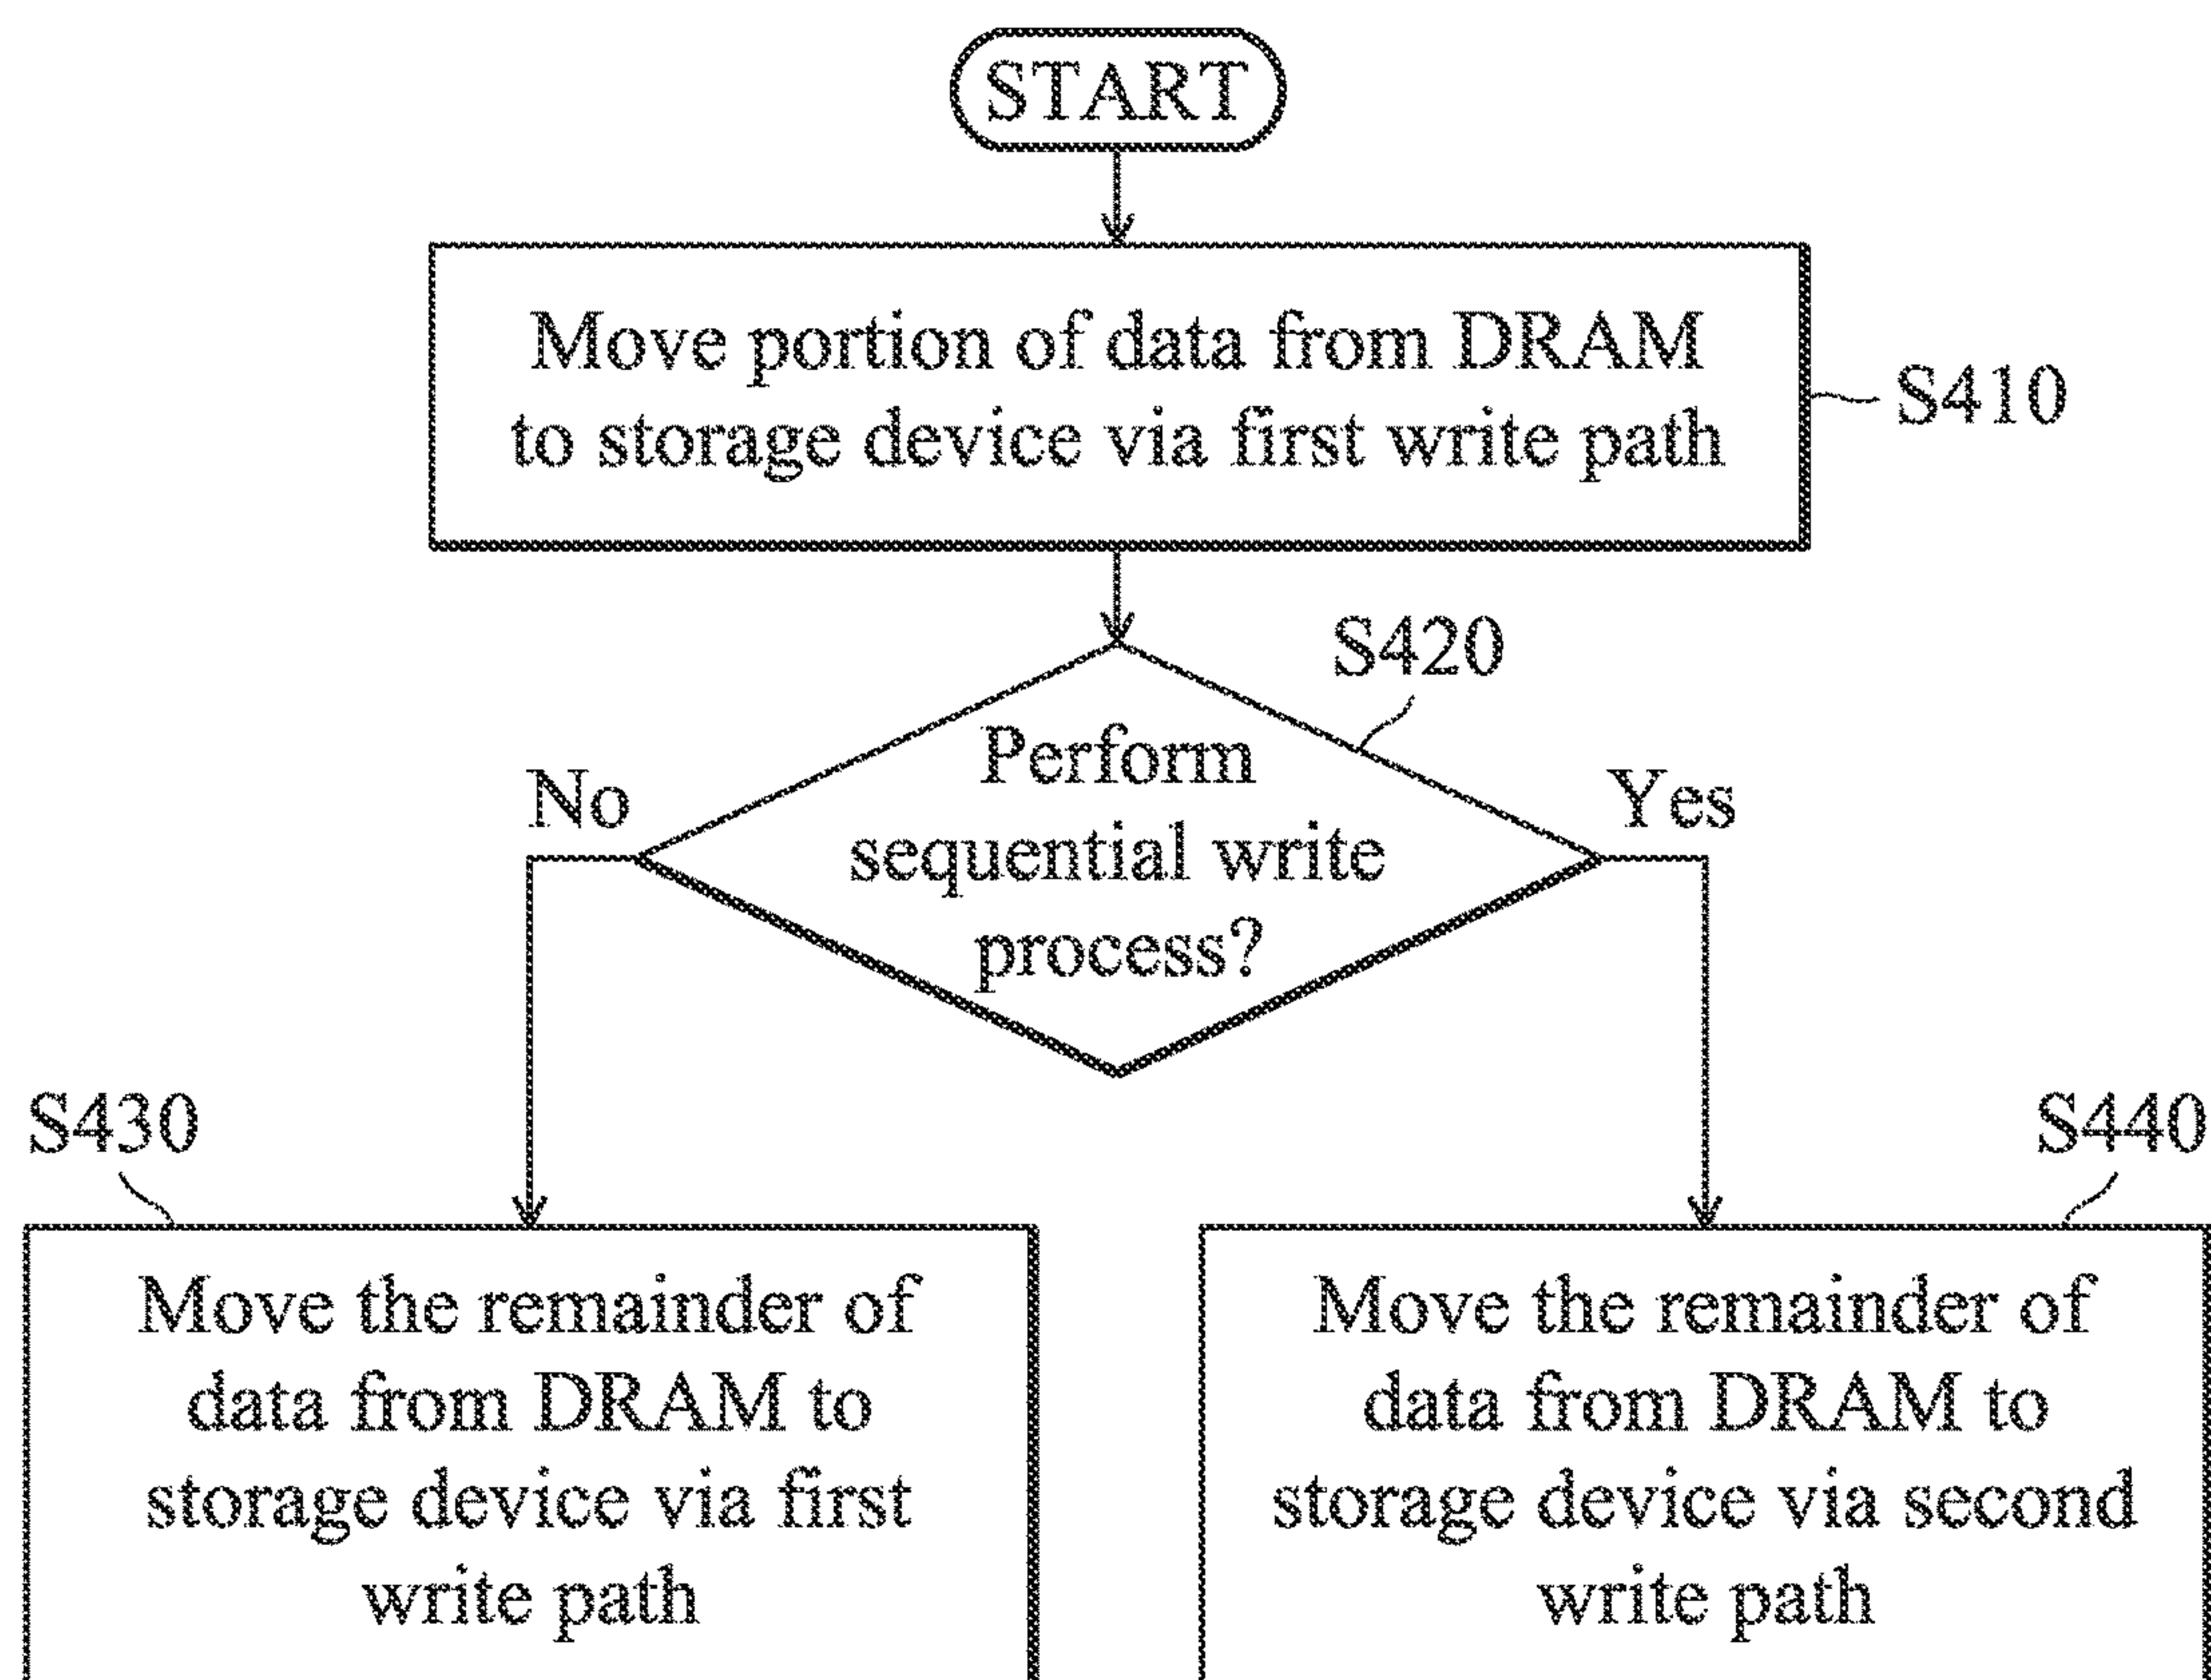 START
Move portion of data from DRAM
to storage device via first write path
S410
S420
Perform
sequential write
process?
No
Yes
S430
S440
Move the remainder of
data from DRAM to
storage device via first
write path
Move the remainder of
data from DRAM to
storage device via second
write path